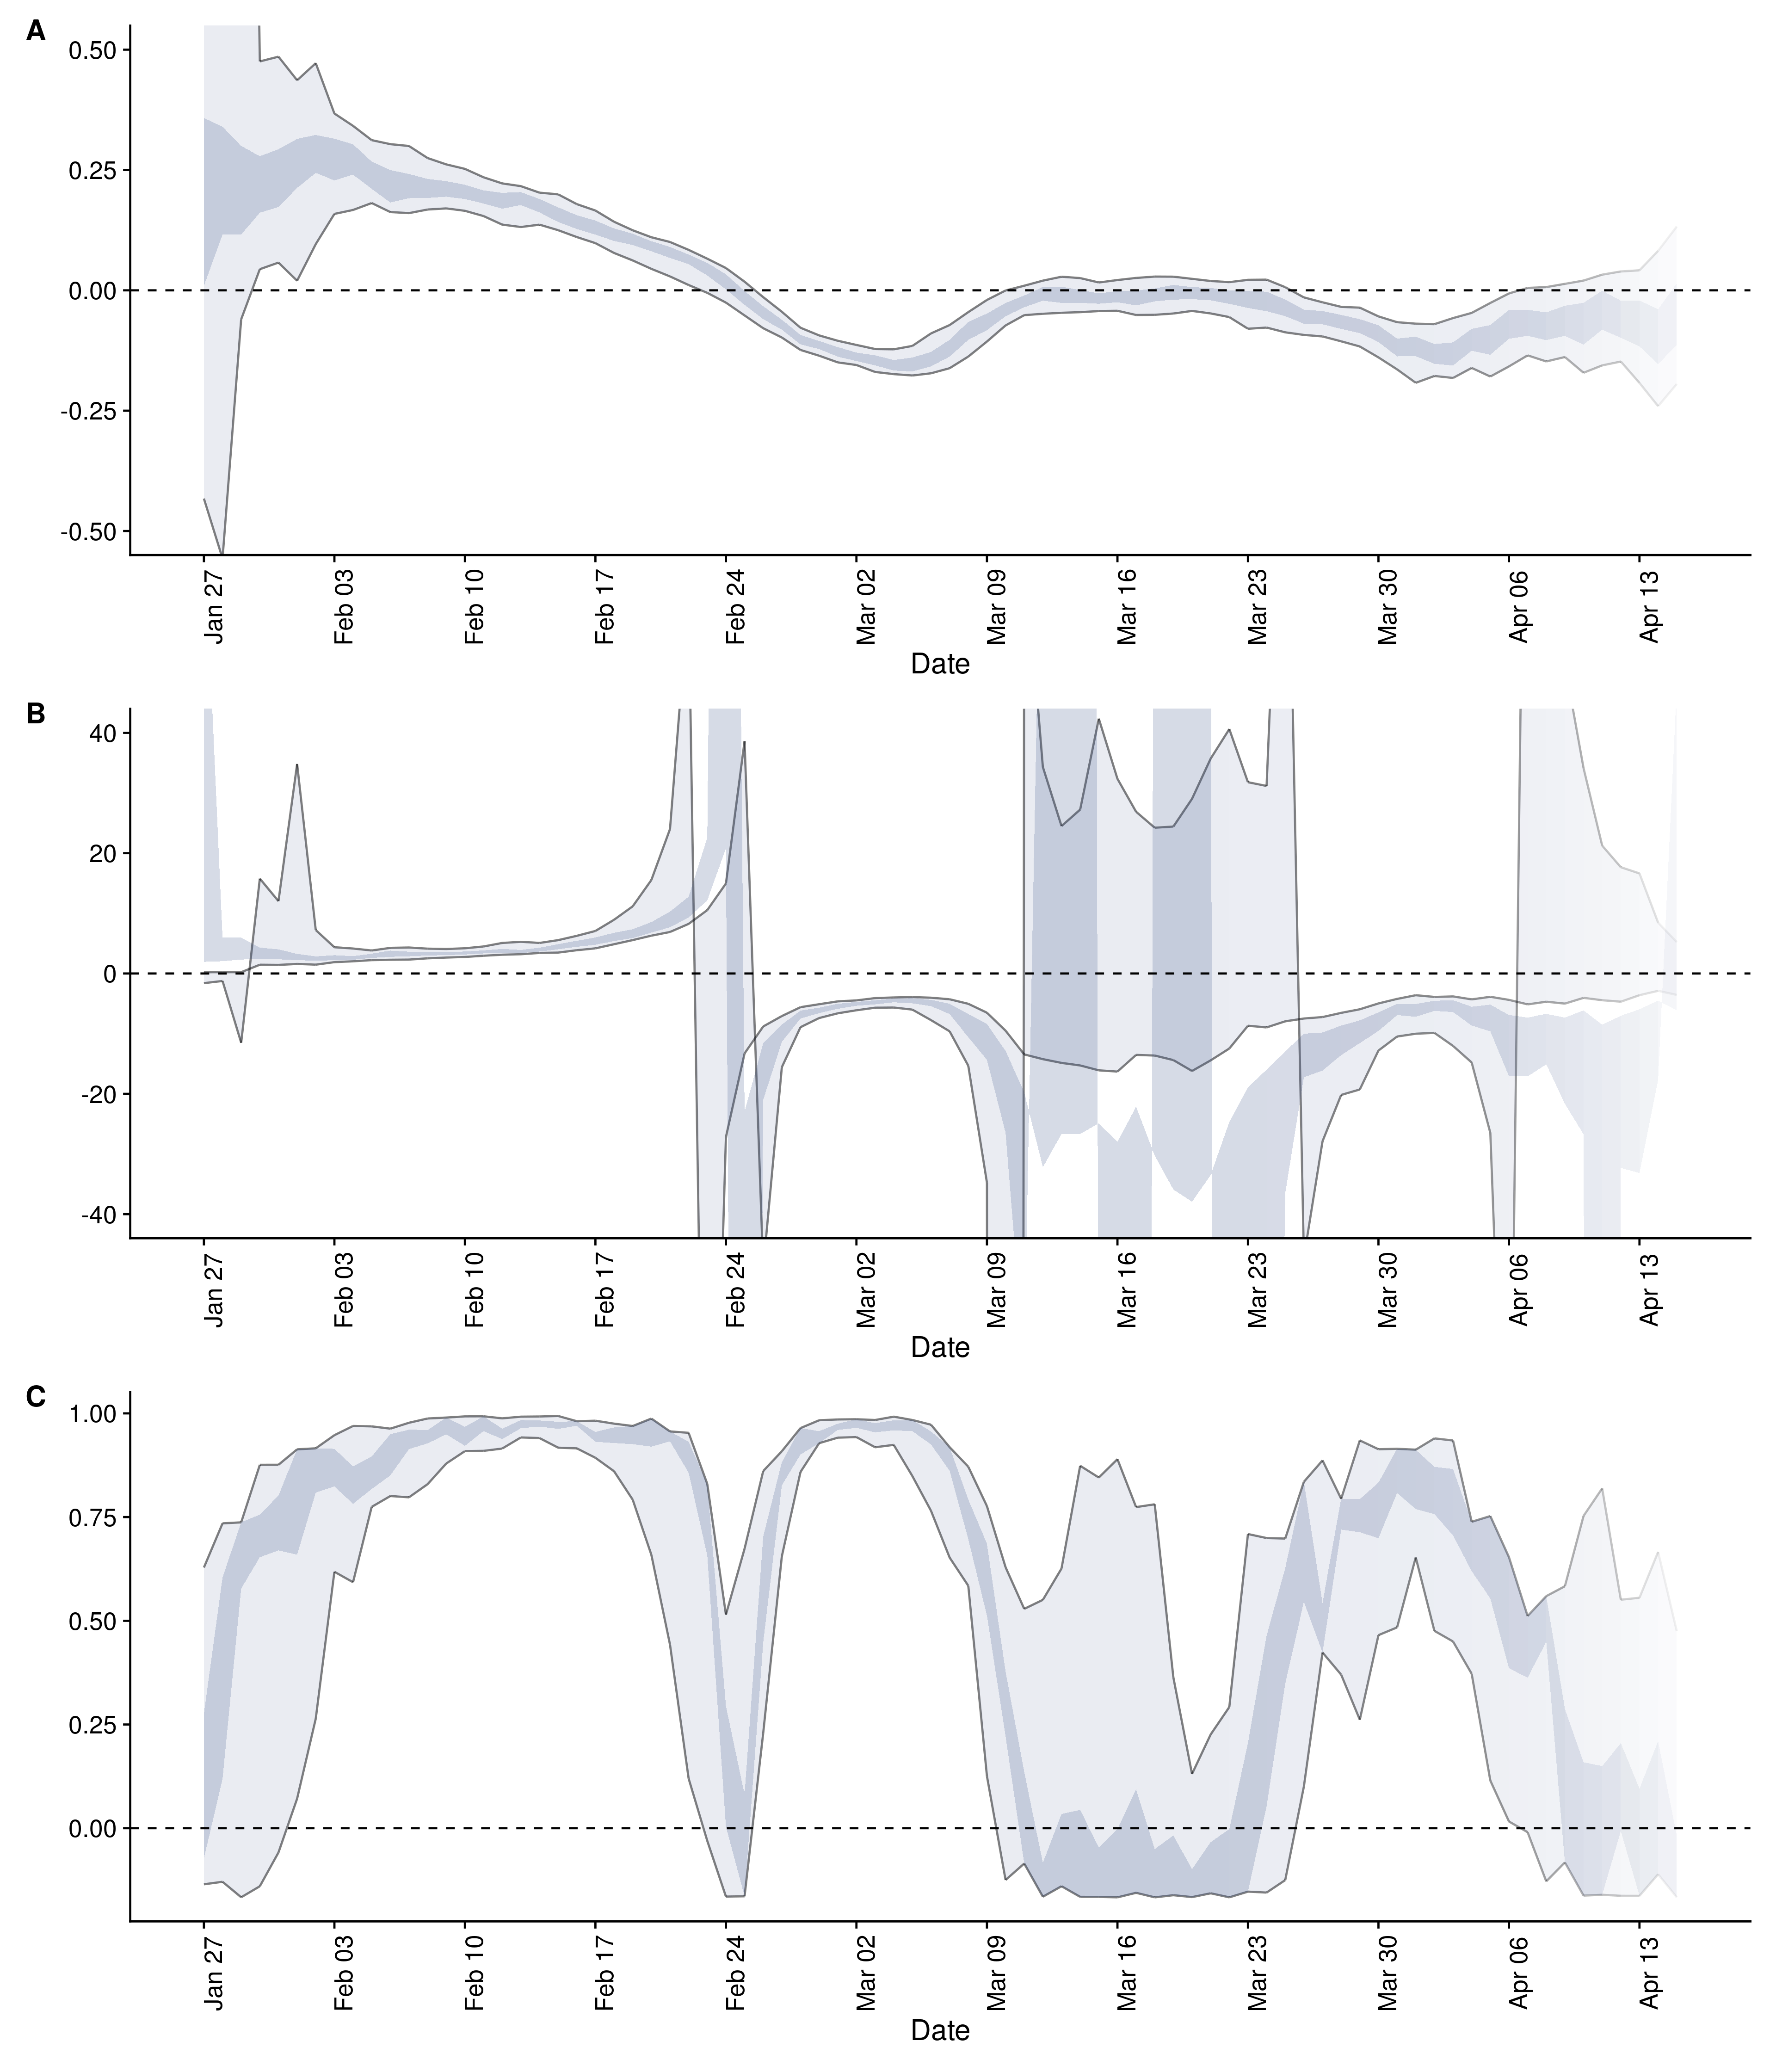 A
0.50
0.25
0.00
-0.25
-0.50
Jan 27
Feb 03
Feb 10
Feb 17
Feb 24
Mar 02
Mar 09
Mar 16
Mar 23
Mar 30
Apr 06
Apr 13
Date
B
40
20
0
-20
-40
Jan 27
Feb 03
Feb 10
Feb 17
Feb 24
Mar 02
Mar 09
Mar 16
Mar 23
Mar 30
Apr 06
Apr 13
Date
C
1.00
0.75
0.50
0.25
0.00
Jan 27
Feb 03
Feb 10
Feb 17
Feb 24
Mar 02
Mar 09
Mar 16
Mar 23
Mar 30
Apr 06
Apr 13
Date